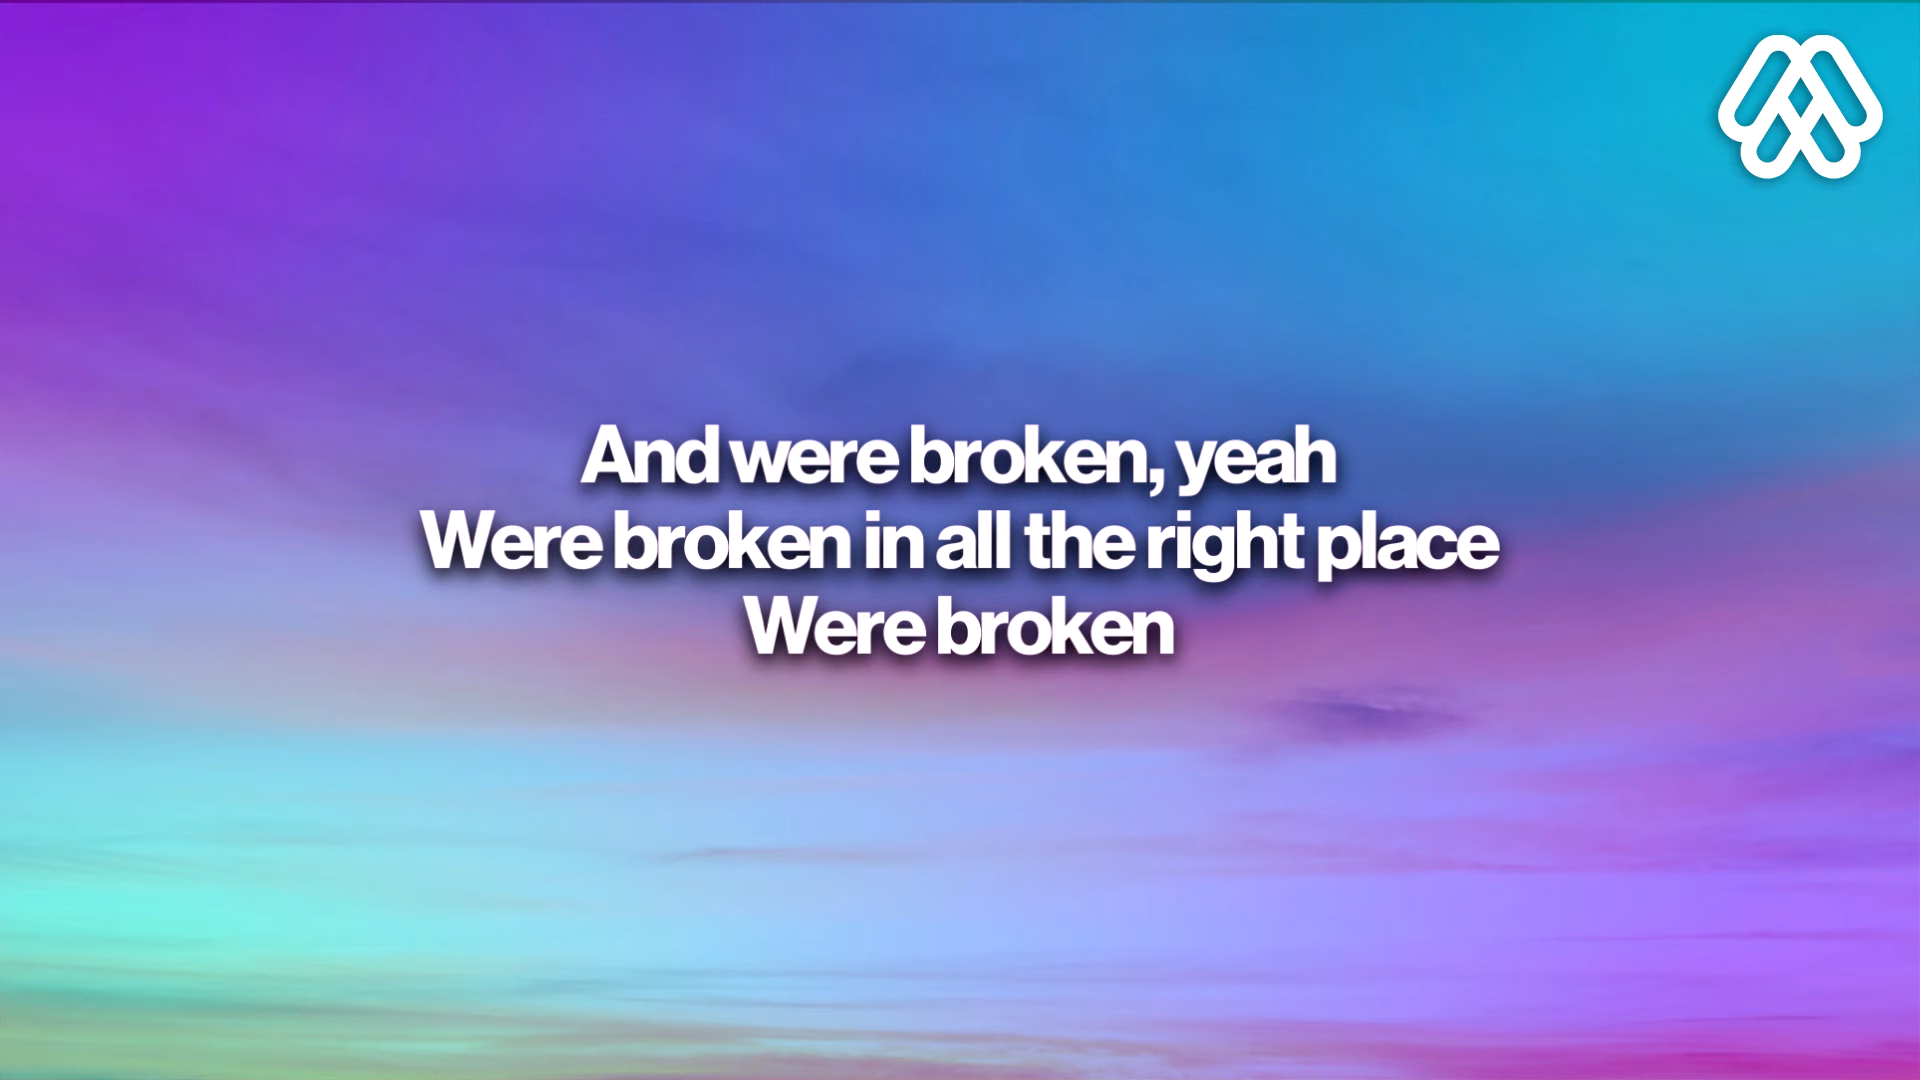 And were broken, yeah
Were broken in all the right place
Were broken